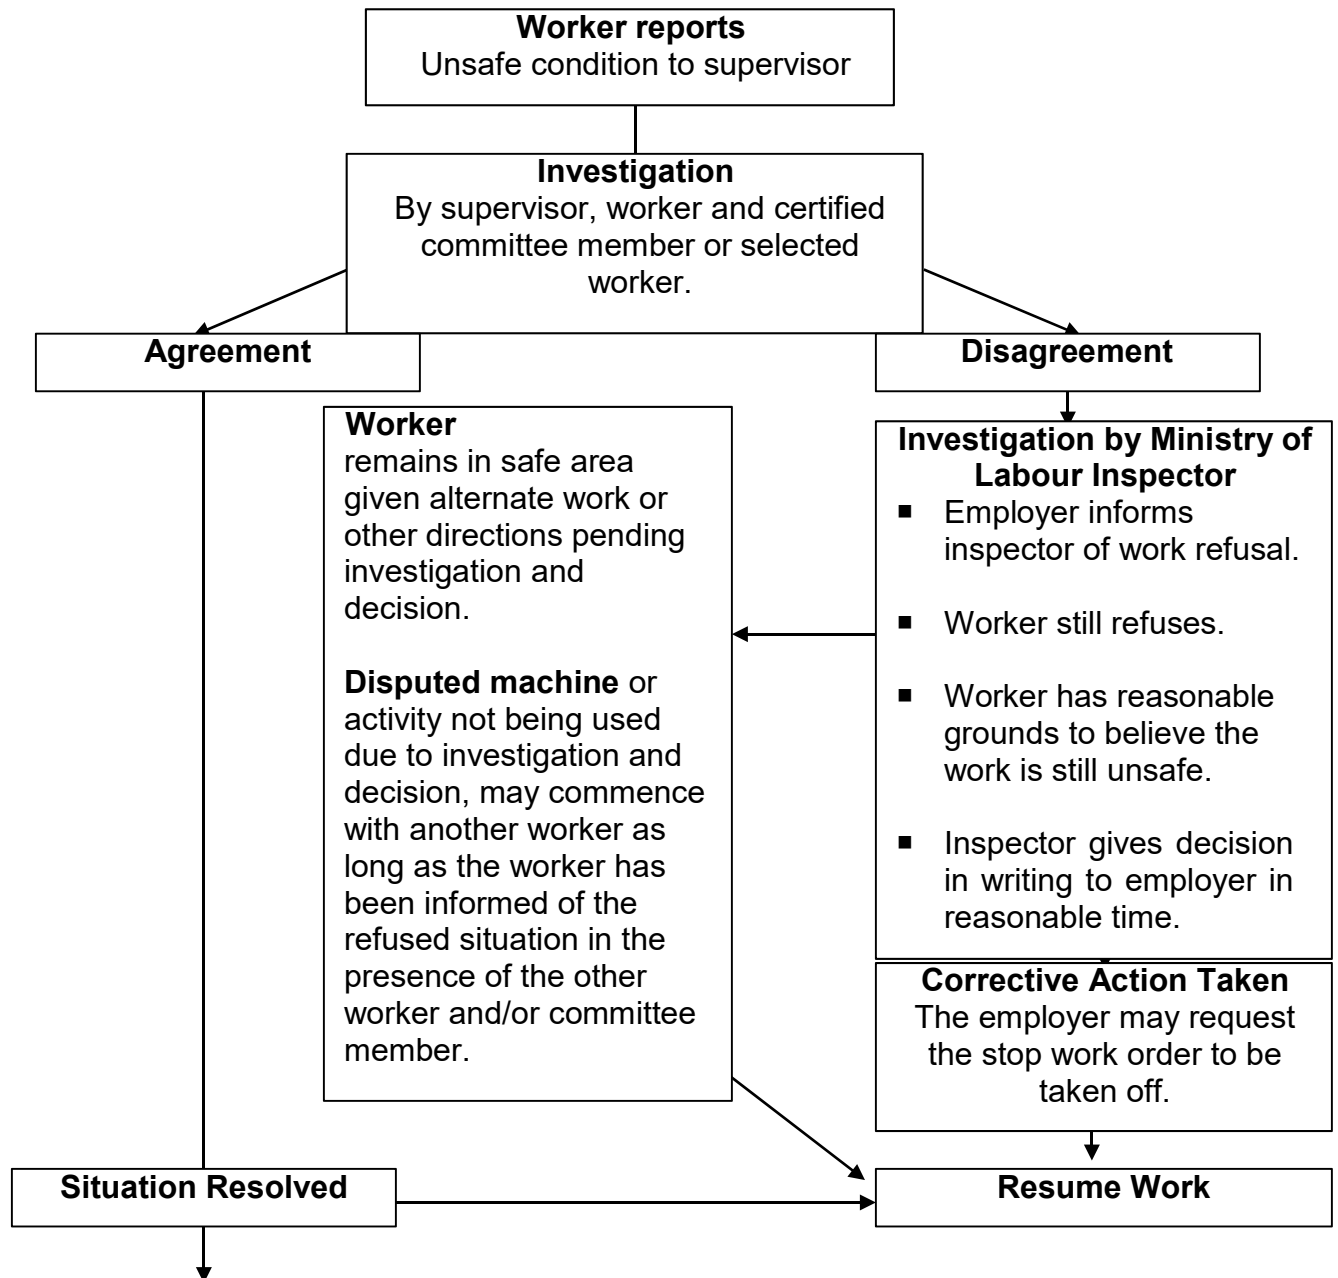 Worker reports
Unsafe condition to supervisor
Investigation
By supervisor, worker and certified
committee member or selected
worker.
Agreement
Disagreement
Worker
remains in safe area
given alternate work or
other directions pending
investigation and
decision.
Disputed machine or
activity not being used
due to investigation and
decision, may commence
with another worker as
long as the worker has
been informed of the
refused situation in the
presence of the other
worker and/or committee
member.
Investigation by Ministry of
Labour Inspector
▪ Employer informs
inspector of work refusal.
▪ Worker still refuses.
▪ Worker has reasonable
grounds to believe the
work is still unsafe.
▪ Inspector gives decision
in writing to employer in
reasonable time.
Corrective Action Taken
The employer may request
the stop work order to be
taken off.
Situation Resolved
Resume Work